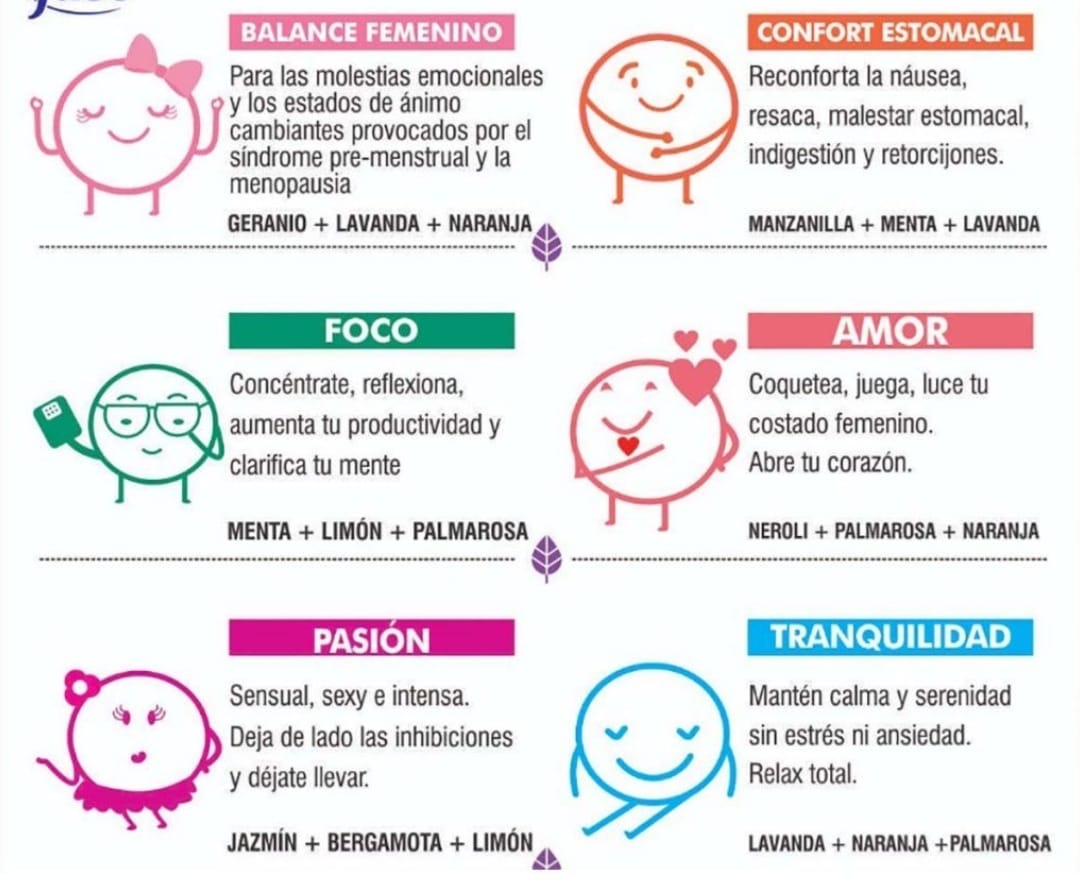 BALANCE FEMENINO
Para las molestias emocionales
y los estados de ánimo
cambiantes provocados por el
síndrome pre-menstrual y la
menopausia
GERANIO + LAVANDA + NARANJA
CONFORT ESTOMACAL
Reconforta la náusea,
resaca, malestar estomacal,
indigestión y retorcijones.
MANZANILLA + MENTA + LAVANDA
FOCO
Concéntrate, reflexiona,
aumenta tu productividad y
clarifica tu mente
MENTA + LIMÓN + PALMAROSA
AMOR
Coquetea, juega, luce tu
costado femenino.
Abre tu corazón.
NEROLI + PALMAROSA + NARANJA
PASIÓN
Sensual, sexy e intensa.
Deja de lado las inhibiciones
y déjate llevar.
JAZMÍN + BERGAMOTA + LIMÓN
TRANQUILIDAD
Mantén calma y serenidad
sin estrés ni ansiedad.
Relax total.
LAVANDA + NARANJA +PALMAROSA